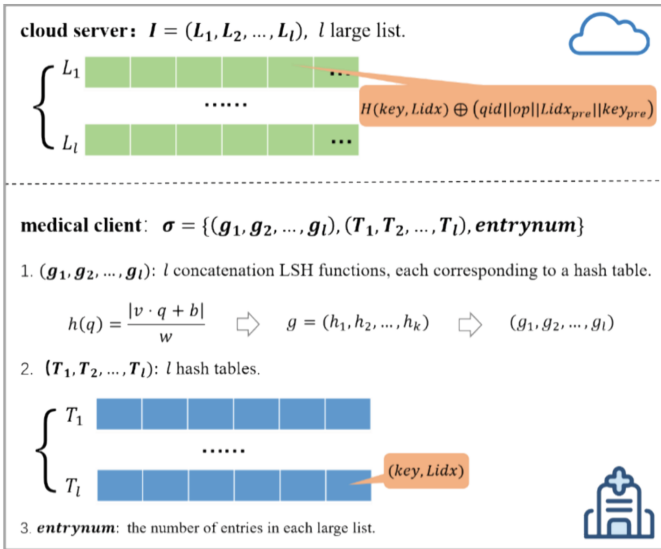 cloud server: I = (L₁, L₂, ..., Lₗ), l large list.
L₁
...
......
H(key, Lidx) ⊕ (qid||op||Lidxₚᵣₑ||keyₚᵣₑ)
Lₗ
...
medical client: σ = {(g₁, g₂, ..., gₗ), (T₁, T₂, ..., Tₗ), entrynum}
1. (g₁, g₂, ..., gₗ): l concatenation LSH functions, each corresponding to a hash table.
h(q) = |v · q + b| / w ⇨ g = (h₁, h₂, ..., hₖ) ⇨ (g₁, g₂, ..., gₗ)
2. (T₁, T₂, ..., Tₗ): l hash tables.
T₁
......
(key, Lidx)
Tₗ
3. entrynum: the number of entries in each large list.